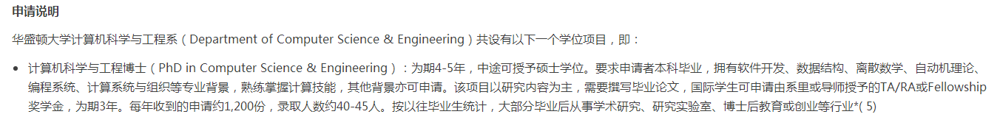 申请说明
华盛顿大学计算机科学与工程系（Department of Computer Science & Engineering）共设有以下一个学位项目，即：
• 计算机科学与工程博士（PhD in Computer Science & Engineering）：为期4-5年，中途可授予硕士学位。要求申请者本科毕业，拥有软件开发、数据结构、离散数学、自动机理论、
编程系统、计算系统与组织等专业背景，熟练掌握计算技能，其他背景亦可申请。该项目以研究内容为主，需要撰写毕业论文，国际学生可申请由系里或导师授予的TA/RA或Fellowship
奖学金，为期3年。每年收到的申请约1,200份，录取人数约40-45人。按以往毕业生统计，大部分毕业后从事学术研究、研究实验室、博士后教育或创业等行业*( 5)